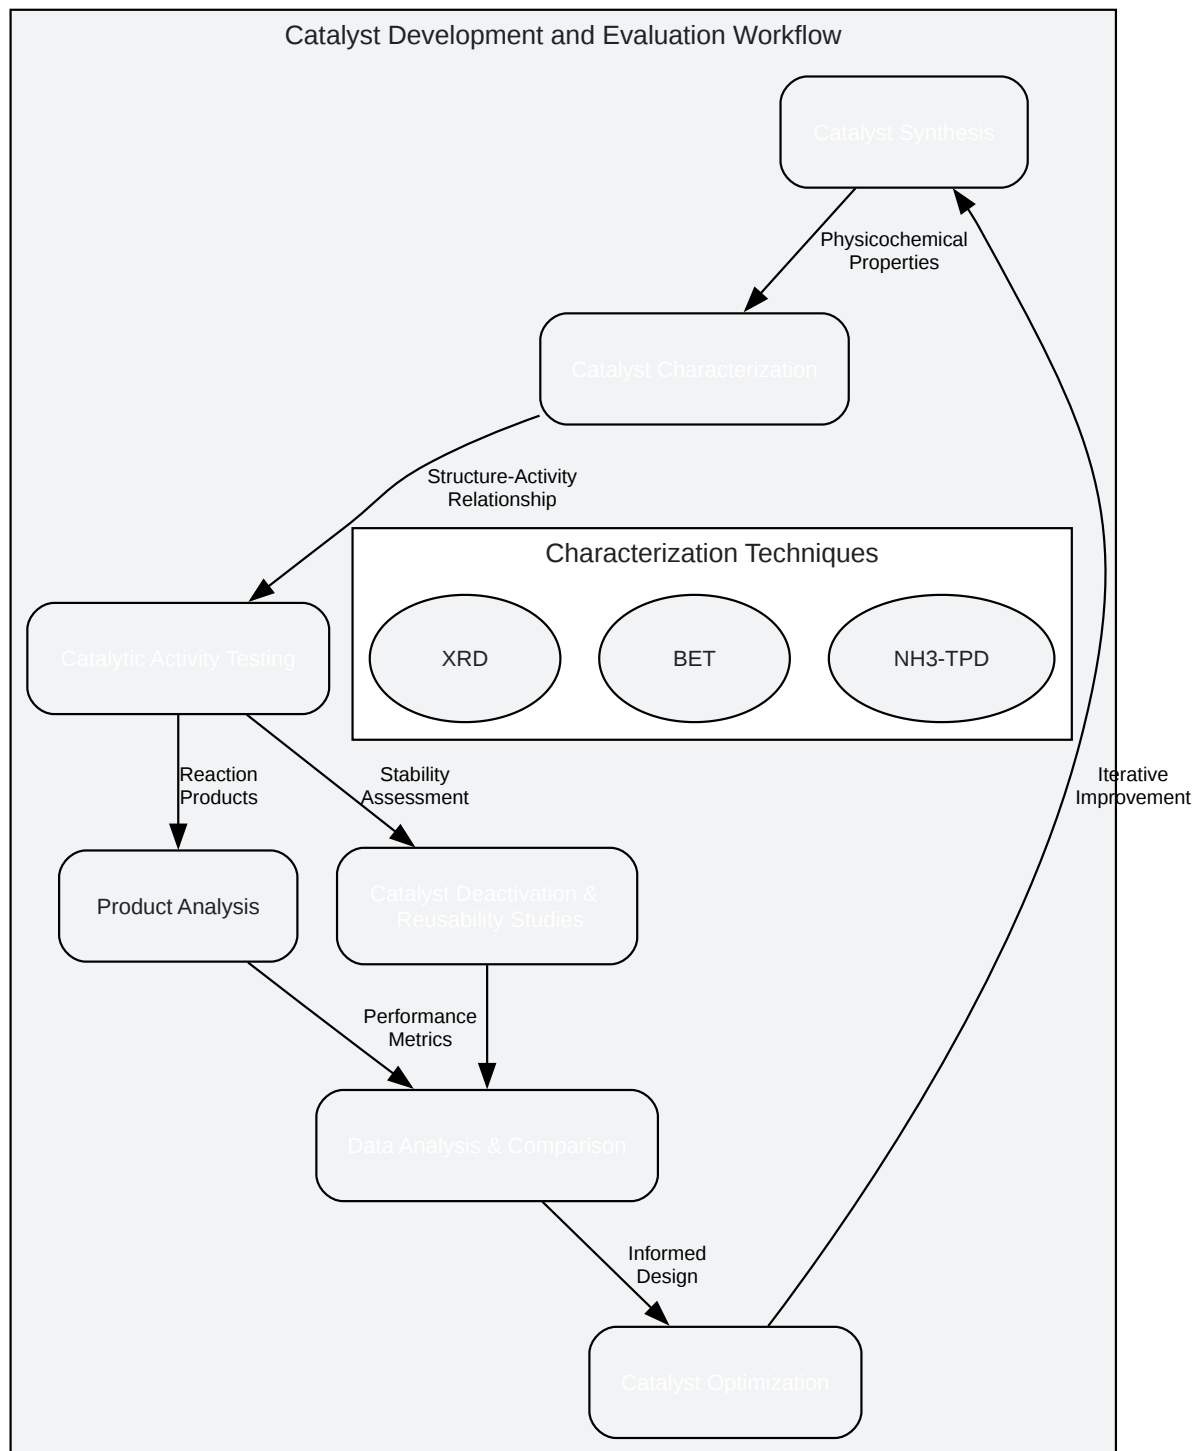 Catalyst Development and Evaluation Workflow
Catalyst Synthesis
Physicochemical
Properties
Catalyst Characterization
Structure-Activity
Relationship
Characterization Techniques
Catalytic Activity Testing
XRD
BET
NH3-TPD
Reaction
Products
Stability
Assessment
Iterative
Improvement
Product Analysis
Catalyst Deactivation &
Reusability Studies
Performance
Metrics
Data Analysis & Comparison
Informed
Design
Catalyst Optimization